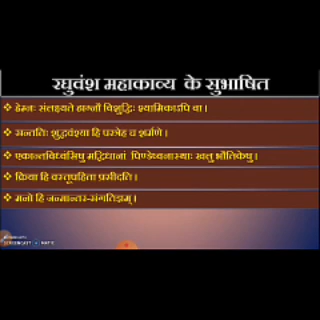 रघुवंश महाकाव्य के सुभाषित
हेम्नः संलक्ष्यते ह्यग्नौ विशुद्धिः श्यामिकाऽपि वा ।
सन्ततिः शुद्धवंश्या हि परत्रेह च शर्मणे ।
एकान्तविध्वंसिषु मद्विधानां पिण्डेष्वनास्थाः खलु भौतिकेषु ।
क्रिया हि वस्तूपहिता प्रसीदति ।
मनो हि जन्मान्तर-संगतिज्ञम् ।